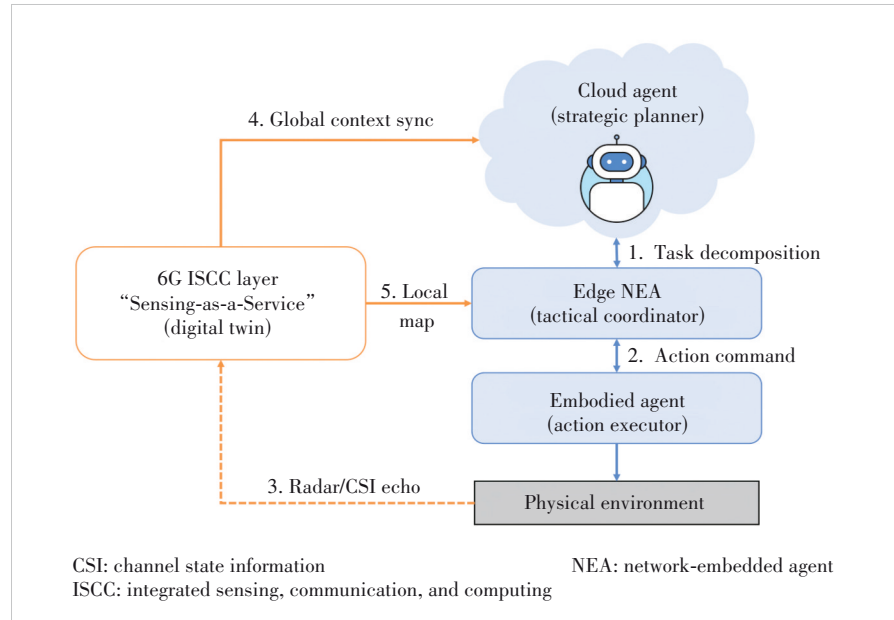 Cloud agent
(strategic planner)
4. Global context sync
1. Task decomposition
6G ISCC layer
“Sensing-as-a-Service”
(digital twin)
5. Local
map
Edge NEA
(tactical coordinator)
2. Action command
Embodied agent
(action executor)
3. Radar/CSI echo
Physical environment
CSI: channel state information
NEA: network-embedded agent
ISCC: integrated sensing, communication, and computing